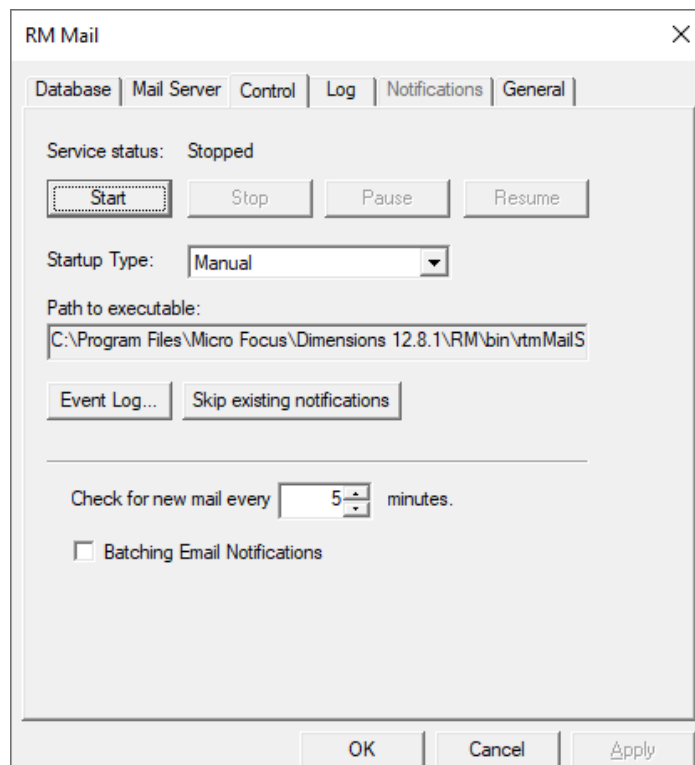 RM Mail
Database Mail Server Control Log Notifications General
Service status: Stopped
Start Stop Pause Resume
Startup Type: Manual
Path to executable:
C:\Program Files\Micro Focus\Dimensions 12.8.1\RM\bin\rtmMailS
Event Log... Skip existing notifications
Check for new mail every 5 minutes.
Batching Email Notifications
OK Cancel Apply